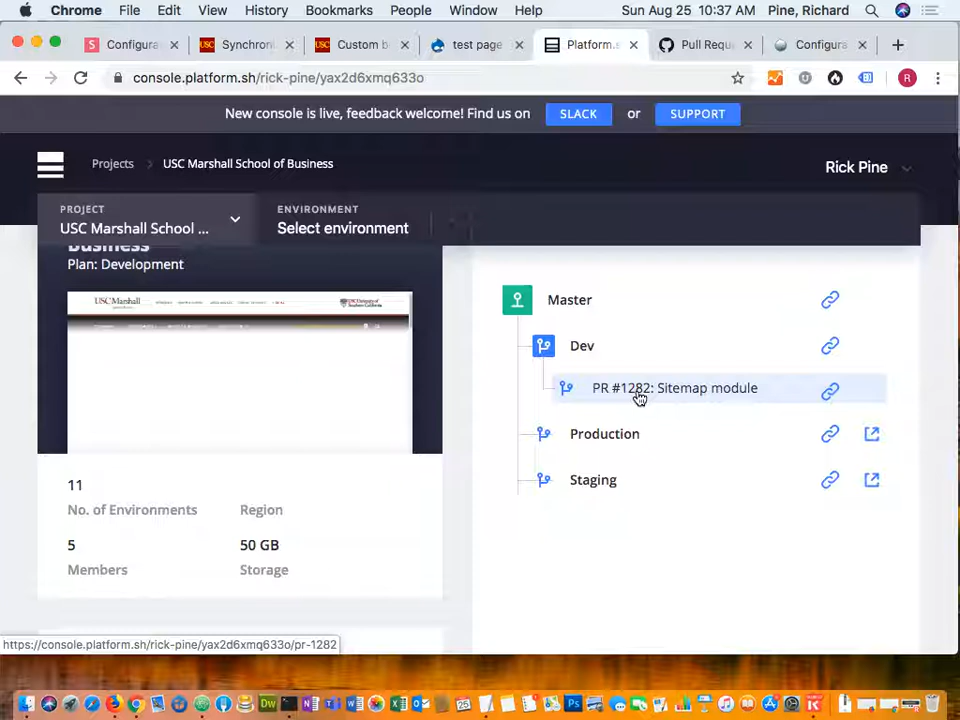 Chrome File Edit View History Bookmarks People Window Help Sun Aug 25 10:37 AM Pine, Richard
Configura Synchron Custom b test page Platform.s Pull Requ Configura
console.platform.sh/rick-pine/yax2d6xmq633o R
New console is live, feedback welcome! Find us on SLACK or SUPPORT
Projects USC Marshall School of Business Rick Pine
PROJECT ENVIRONMENT
USC Marshall School ... Select environment
Business
Plan: Development
USCMarshall
Master
Dev
PR #1282: Sitemap module
Production
Staging
11
No. of Environments Region
5 50 GB
Members Storage
https://console.platform.sh/rick-pine/yax2d6xmq633o/pr-1282